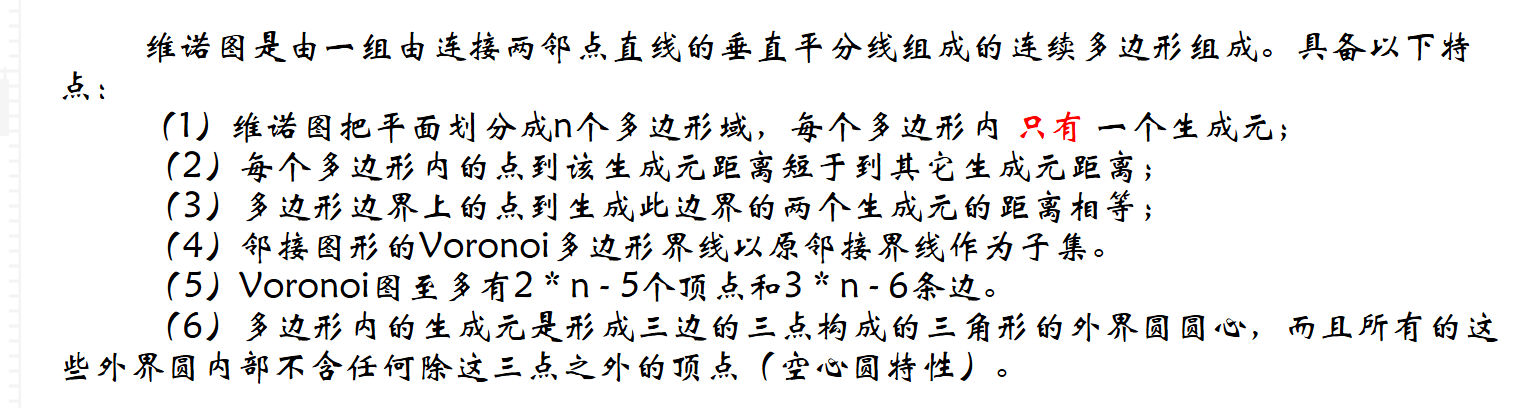 维诺图是由一组由连接两邻点直线的垂直平分线组成的连续多边形组成。具备以下特
点：
（1）维诺图把平面划分成n个多边形域，每个多边形内 只有 一个生成元；
（2）每个多边形内的点到该生成元距离短于到其它生成元距离；
（3）多边形边界上的点到生成此边界的两个生成元的距离相等；
（4）邻接图形的Voronoi多边形界线以原邻接界线作为子集。
（5）Voronoi图至多有2 * n - 5个顶点和3 * n - 6条边。
（6）多边形内的生成元是形成三边的三点构成的三角形的外界圆圆心，而且所有的这
些外界圆内部不含任何除这三点之外的顶点（空心圆特性）。